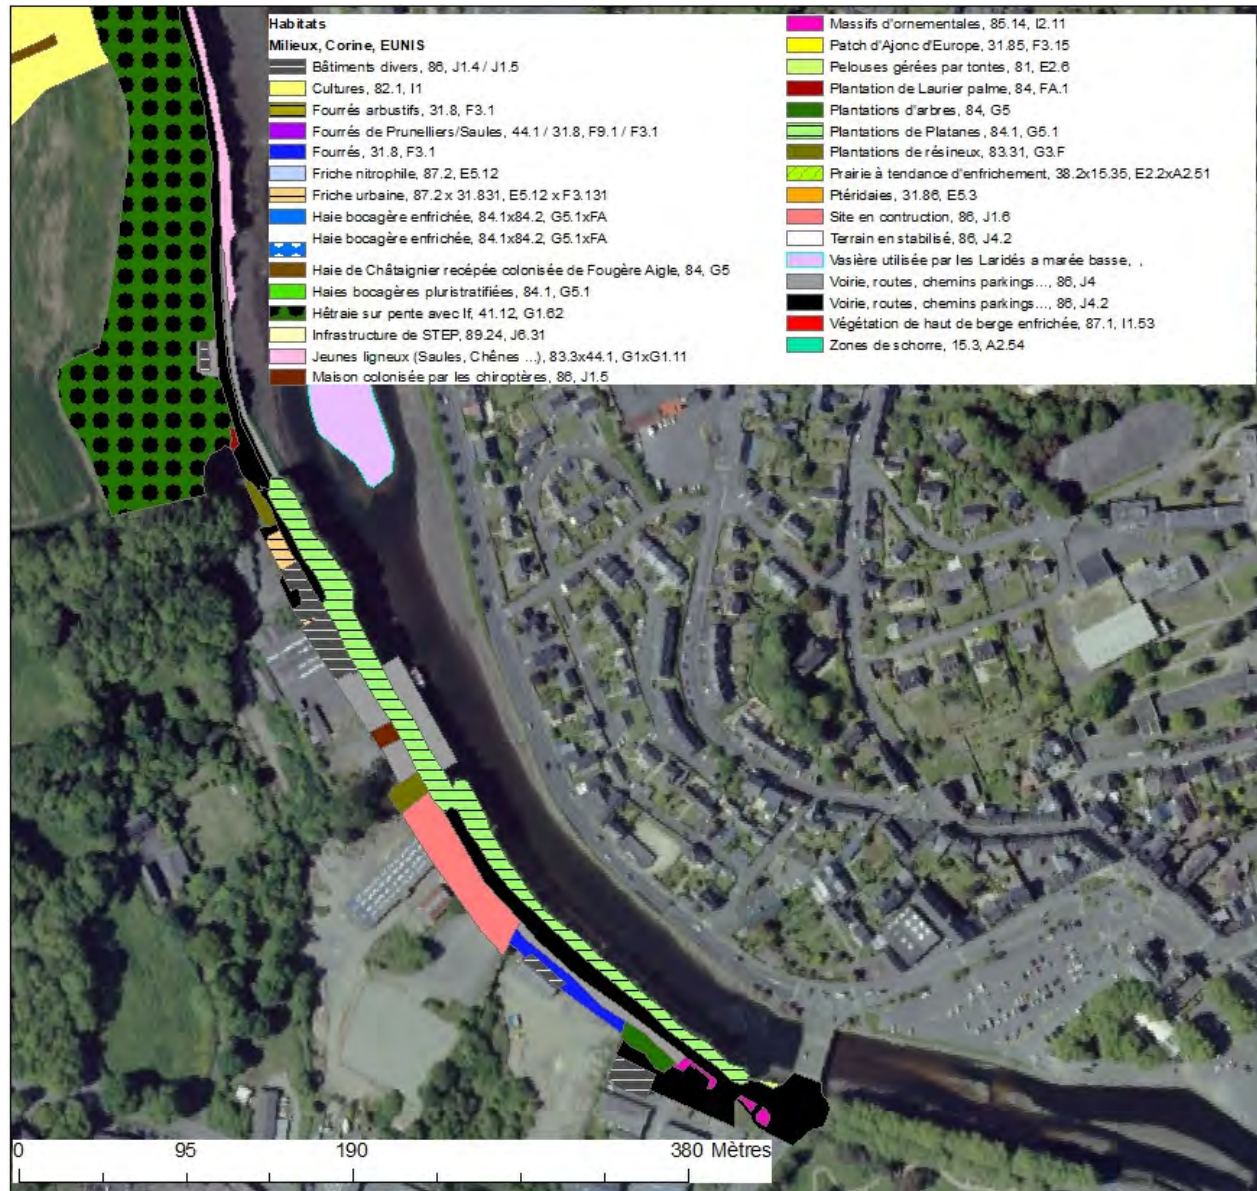 Habitats
Milieux, Corine, EUNIS
Bâtiments divers, 86, J1.4 / J1.5
Cultures, 82.1, I1
Fourrés arbustifs, 31.8, F3.1
Fourrés de Prunelliers/Saules, 44.1 / 31.8, F9.1 / F3.1
Fourrés, 31.8, F3.1
Friche nitrophile, 87.2, E5.12
Friche urbaine, 87.2 x 31.831, E5.12 x F3.131
Haie bocagère enfrichée, 84.1x84.2, G5.1xFA
Haie bocagère enfrichée, 84.1x84.2, G5.1xFA
Haie de Châtaignier recépée colonisée de Fougère Aigle, 84, G5
Haies bocagères pluristratifiées, 84.1, G5.1
Hêtraie sur pente avec If, 41.12, G1.62
Infrastructure de STEP, 89.24, J6.31
Jeunes ligneux (Saules, Chênes ...), 83.3x44.1, G1xG1.11
Maison colonisée par les chiroptères, 86, J1.5
Massifs d'ornementales, 85.14, I2.11
Patch d'Ajonc d'Europe, 31.85, F3.15
Pelouses gérées par tontes, 81, E2.6
Plantation de Laurier palme, 84, FA.1
Plantations d'arbres, 84, G5
Plantations de Platanes, 84.1, G5.1
Plantations de résineux, 83.31, G3.F
Prairie à tendance d'enfrichement, 38.2x15.35, E2.2xA2.51
Ptéridaies, 31.86, E5.3
Site en contruction, 86, J1.6
Terrain en stabilisé, 86, J4.2
Vasière utilisée par les Laridés a marée basse, ,
Voirie, routes, chemins parkings..., 86, J4
Voirie, routes, chemins parkings..., 86, J4.2
Végétation de haut de berge enfrichée, 87.1, I1.53
Zones de schorre, 15.3, A2.54
0 95 190 380 Mètres